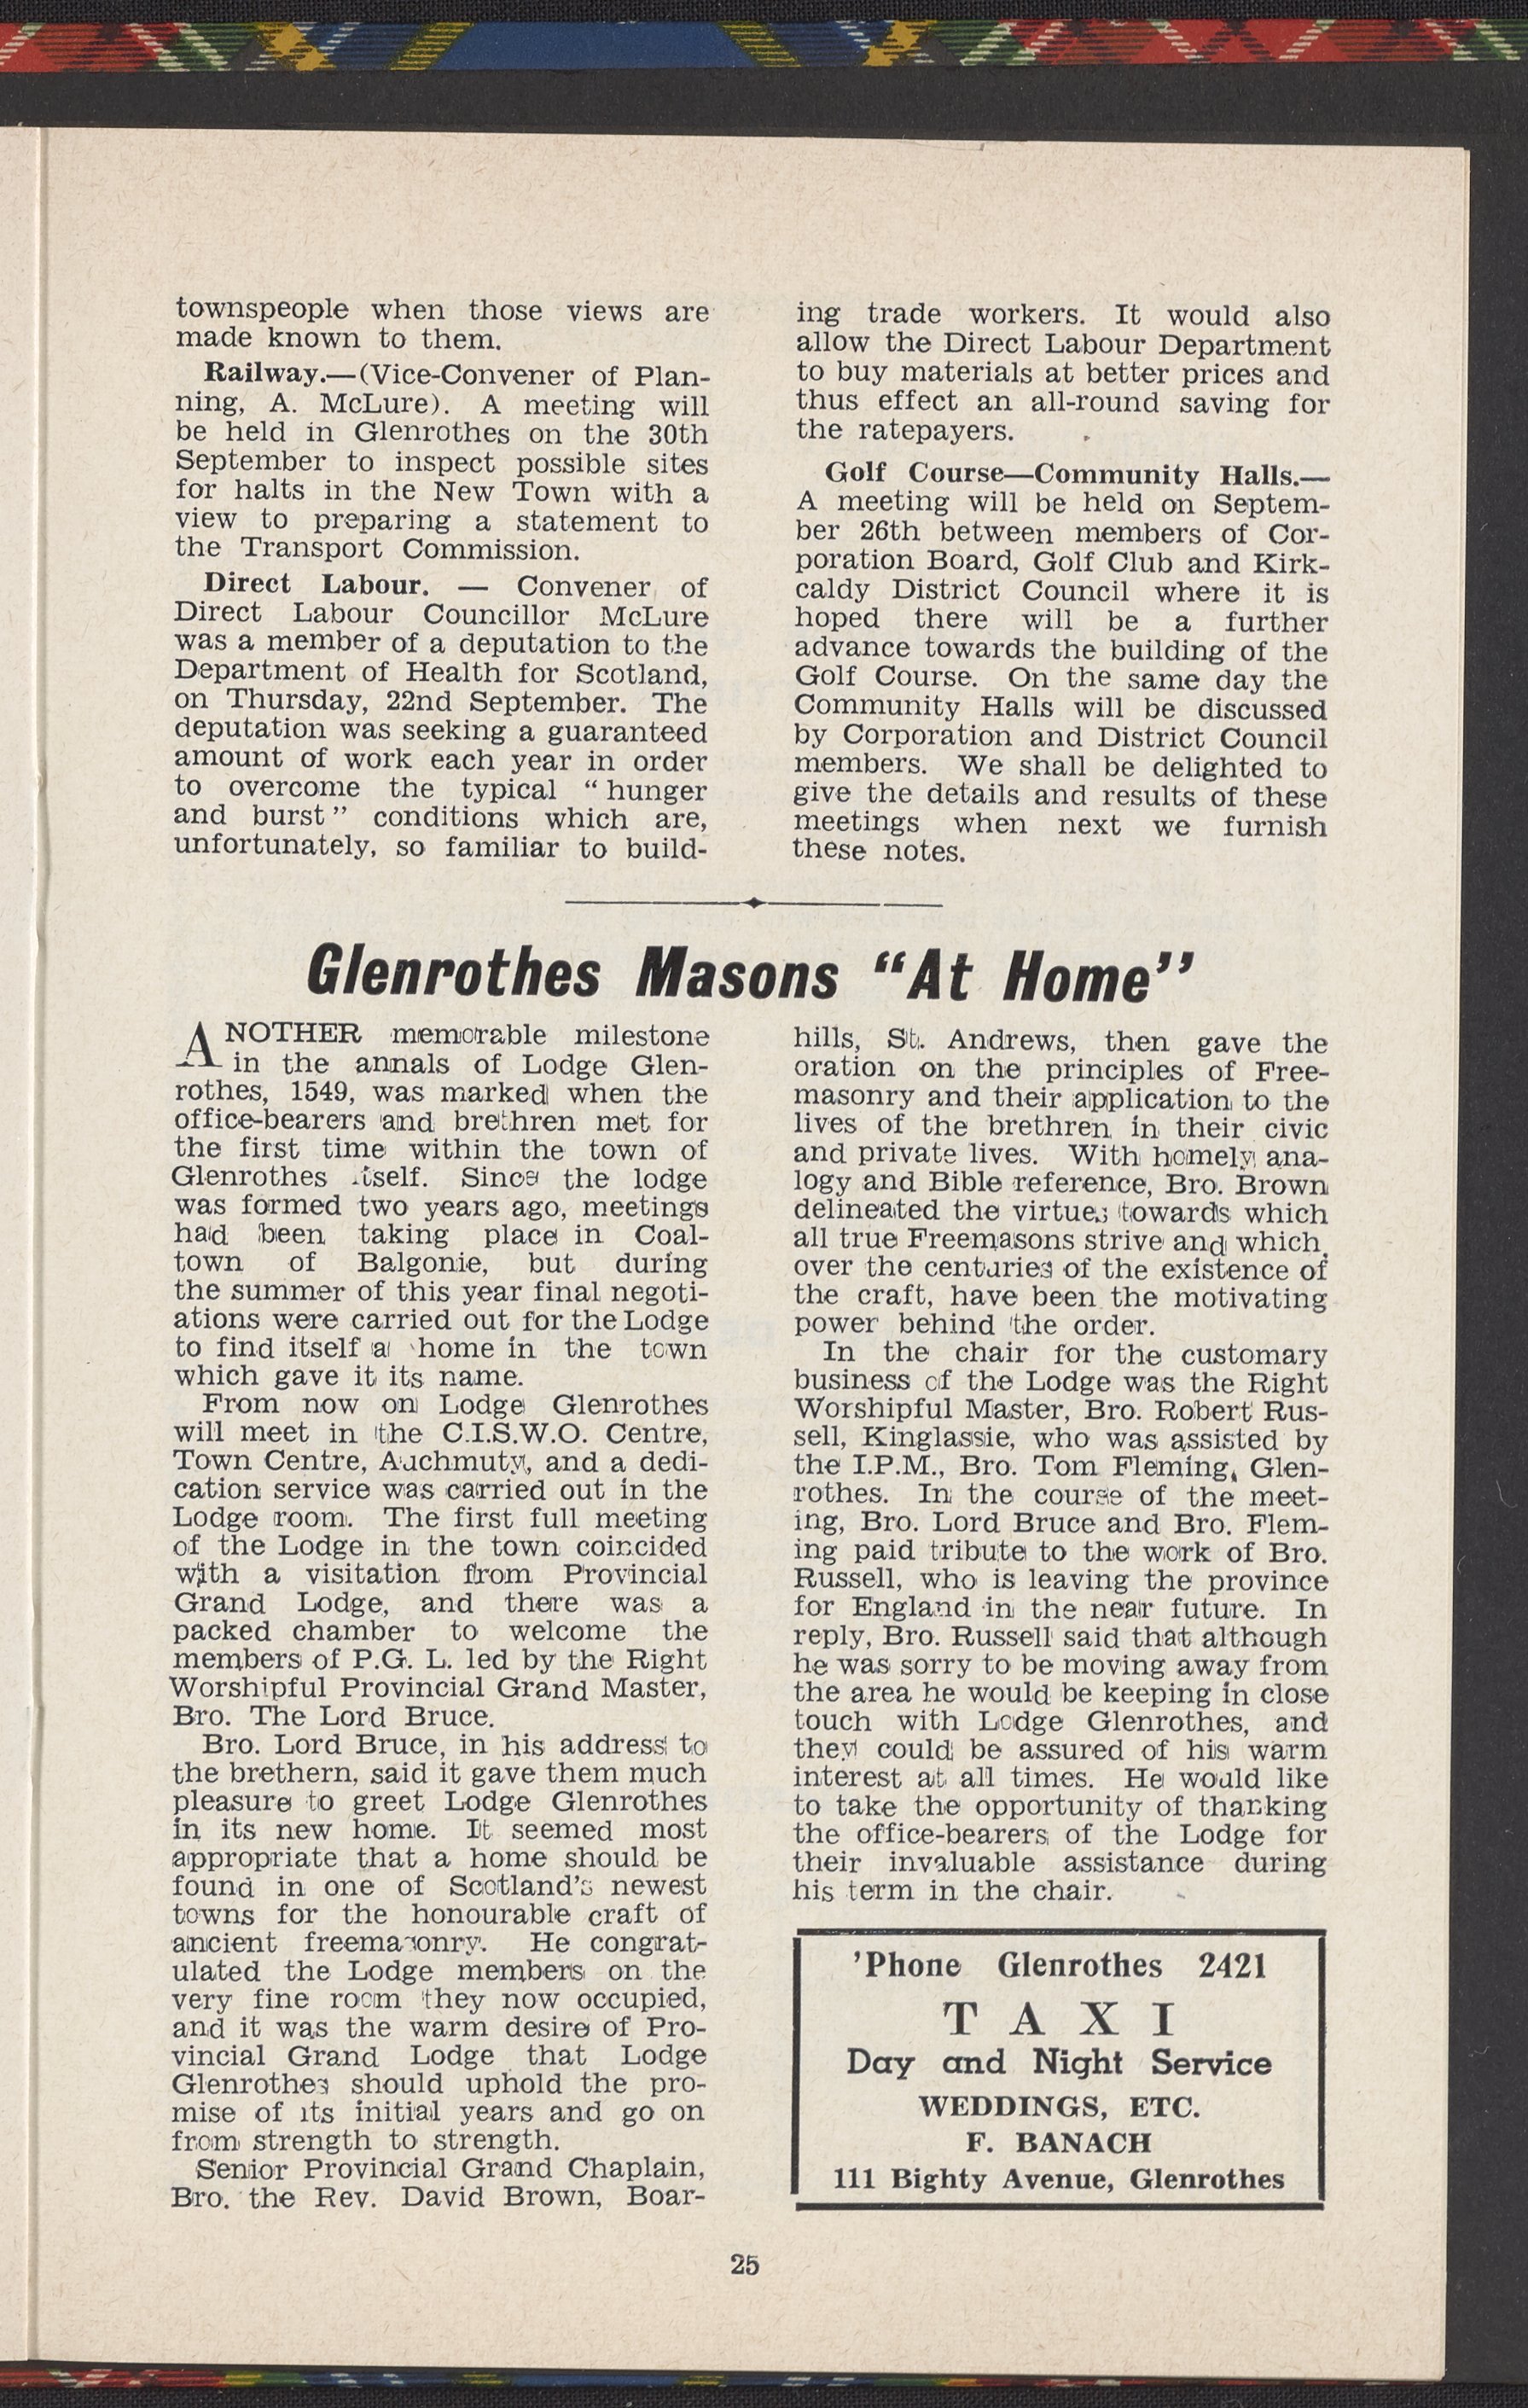 townspeople when those views are
made known to them.
Railway.—(Vice-Convener of Plan-
ning, A. McLure). A meeting will
be held in Glenrothes on the 30th
September to inspect possible sites
for halts in the New Town with a
view to preparing a statement to
the Transport Commission.
Direct Labour. — Convener of
Direct Labour Councillor McLure
was a member of a deputation to the
Department of Health for Scotland,
on Thursday, 22nd September. The
deputation was seeking a guaranteed
amount of work each year in order
to overcome the typical “ hunger
and burst ” conditions which are,
unfortunately, so familiar to build-
ing trade workers. It would also
allow the Direct Labour Department
to buy materials at better prices and
thus effect an all-round saving for
the ratepayers.
Golf Course—Community Halls.—
A meeting will be held on Septem-
ber 26th between members of Cor-
poration Board, Golf Club and Kirk-
caldy District Council where it is
hoped there will be a further
advance towards the building of the
Golf Course. On the same day the
Community Halls will be discussed
by Corporation and District Council
members. We shall be delighted to
give the details and results of these
meetings when next we furnish
these notes.
Glenrothes Masons “At Home”
ANOTHER memorable milestone
in the annals of Lodge Glen-
rothes, 1549, was marked when the
office-bearers and brethren met for
the first time within the town of
Glenrothes itself. Since the lodge
was formed two years ago, meetings
had been taking place in Coal-
town of Balgonie, but during
the summer of this year final negoti-
ations were carried out for the Lodge
to find itself a home in the town
which gave it its name.
From now on Lodge Glenrothes
will meet in the C.I.S.W.O. Centre,
Town Centre, Auchmuty, and a dedi-
cation service was carried out in the
Lodge room. The first full meeting
of the Lodge in the town coincided
with a visitation from Provincial
Grand Lodge, and there was a
packed chamber to welcome the
members of P.G. L. led by the Right
Worshipful Provincial Grand Master,
Bro. The Lord Bruce.
Bro. Lord Bruce, in his address to
the brethern, said it gave them much
pleasure to greet Lodge Glenrothes
in its new home. It seemed most
appropriate that a home should be
found in one of Scotland’s newest
towns for the honourable craft of
ancient freemasonry. He congrat-
ulated the Lodge members on the
very fine room they now occupied,
and it was the warm desire of Pro-
vincial Grand Lodge that Lodge
Glenrothes should uphold the pro-
mise of its initial years and go on
from strength to strength.
Senior Provincial Grand Chaplain,
Bro. the Rev. David Brown, Boar-
hills, St. Andrews, then gave the
oration on the principles of Free-
masonry and their application to the
lives of the brethren in their civic
and private lives. With homely ana-
logy and Bible reference, Bro. Brown
delineated the virtues towards which
all true Freemasons strive and which,
over the centuries of the existence of
the craft, have been the motivating
power behind the order.
In the chair for the customary
business of the Lodge was the Right
Worshipful Master, Bro. Robert Rus-
sell, Kinglassie, who was assisted by
the I.P.M., Bro. Tom Fleming, Glen-
rothes. In the course of the meet-
ing, Bro. Lord Bruce and Bro. Flem-
ing paid tribute to the work of Bro.
Russell, who is leaving the province
for England in the near future. In
reply, Bro. Russell said that although
he was sorry to be moving away from
the area he would be keeping in close
touch with Lodge Glenrothes, and
they could be assured of his warm
interest at all times. He would like
to take the opportunity of thanking
the office-bearers of the Lodge for
their invaluable assistance during
his term in the chair.
’Phone Glenrothes 2421
TAXI
Day and Night Service
WEDDINGS, ETC.
F. BANACH
111 Bighty Avenue, Glenrothes
25